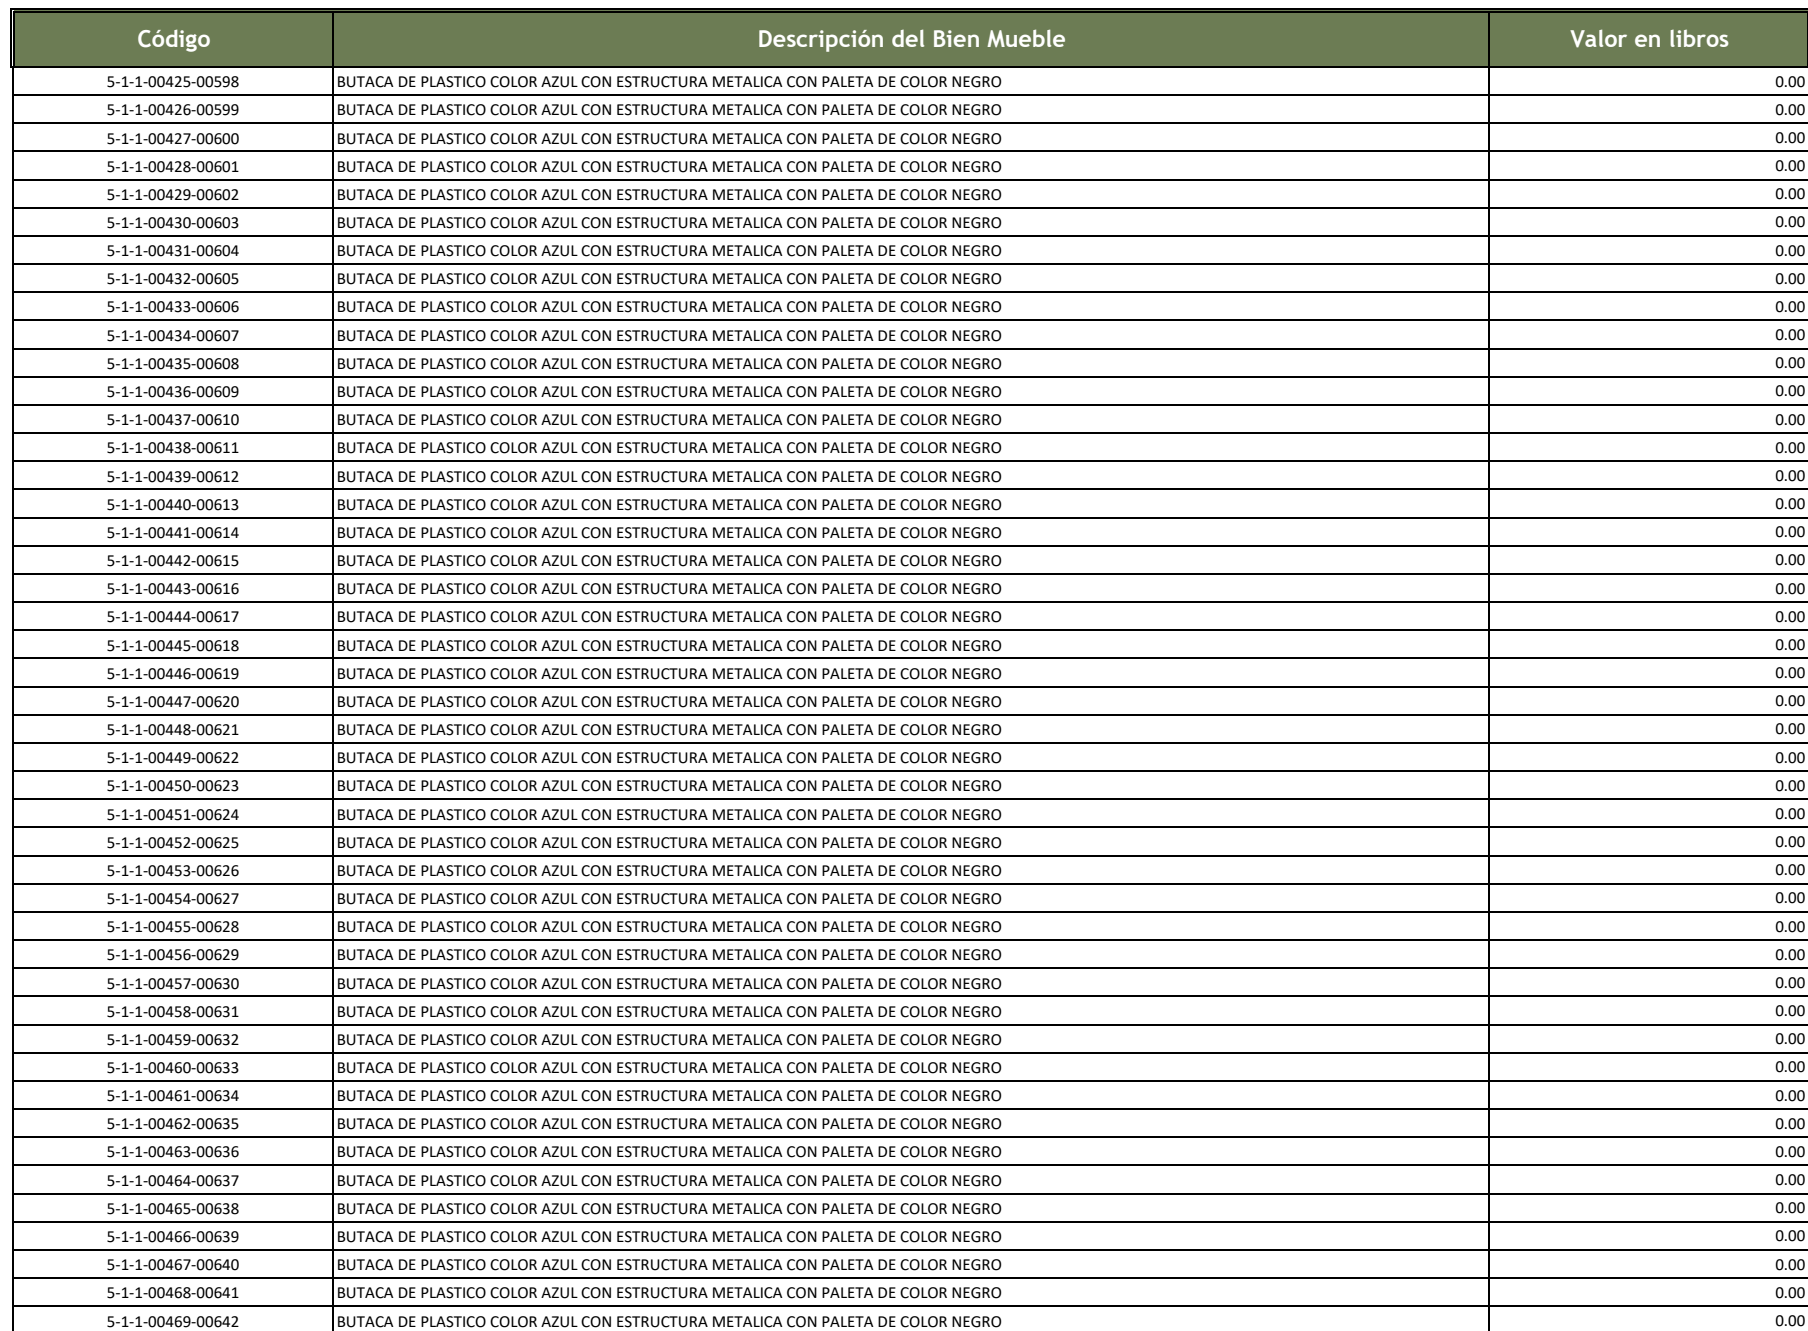 Código Descripción del Bien Mueble Valor en libros
5-1-1-00425-00598 BUTACA DE PLASTICO COLOR AZUL CON ESTRUCTURA METALICA CON PALETA DE COLOR NEGRO 0.00
5-1-1-00426-00599 BUTACA DE PLASTICO COLOR AZUL CON ESTRUCTURA METALICA CON PALETA DE COLOR NEGRO 0.00
5-1-1-00427-00600 BUTACA DE PLASTICO COLOR AZUL CON ESTRUCTURA METALICA CON PALETA DE COLOR NEGRO 0.00
5-1-1-00428-00601 BUTACA DE PLASTICO COLOR AZUL CON ESTRUCTURA METALICA CON PALETA DE COLOR NEGRO 0.00
5-1-1-00429-00602 BUTACA DE PLASTICO COLOR AZUL CON ESTRUCTURA METALICA CON PALETA DE COLOR NEGRO 0.00
5-1-1-00430-00603 BUTACA DE PLASTICO COLOR AZUL CON ESTRUCTURA METALICA CON PALETA DE COLOR NEGRO 0.00
5-1-1-00431-00604 BUTACA DE PLASTICO COLOR AZUL CON ESTRUCTURA METALICA CON PALETA DE COLOR NEGRO 0.00
5-1-1-00432-00605 BUTACA DE PLASTICO COLOR AZUL CON ESTRUCTURA METALICA CON PALETA DE COLOR NEGRO 0.00
5-1-1-00433-00606 BUTACA DE PLASTICO COLOR AZUL CON ESTRUCTURA METALICA CON PALETA DE COLOR NEGRO 0.00
5-1-1-00434-00607 BUTACA DE PLASTICO COLOR AZUL CON ESTRUCTURA METALICA CON PALETA DE COLOR NEGRO 0.00
5-1-1-00435-00608 BUTACA DE PLASTICO COLOR AZUL CON ESTRUCTURA METALICA CON PALETA DE COLOR NEGRO 0.00
5-1-1-00436-00609 BUTACA DE PLASTICO COLOR AZUL CON ESTRUCTURA METALICA CON PALETA DE COLOR NEGRO 0.00
5-1-1-00437-00610 BUTACA DE PLASTICO COLOR AZUL CON ESTRUCTURA METALICA CON PALETA DE COLOR NEGRO 0.00
5-1-1-00438-00611 BUTACA DE PLASTICO COLOR AZUL CON ESTRUCTURA METALICA CON PALETA DE COLOR NEGRO 0.00
5-1-1-00439-00612 BUTACA DE PLASTICO COLOR AZUL CON ESTRUCTURA METALICA CON PALETA DE COLOR NEGRO 0.00
5-1-1-00440-00613 BUTACA DE PLASTICO COLOR AZUL CON ESTRUCTURA METALICA CON PALETA DE COLOR NEGRO 0.00
5-1-1-00441-00614 BUTACA DE PLASTICO COLOR AZUL CON ESTRUCTURA METALICA CON PALETA DE COLOR NEGRO 0.00
5-1-1-00442-00615 BUTACA DE PLASTICO COLOR AZUL CON ESTRUCTURA METALICA CON PALETA DE COLOR NEGRO 0.00
5-1-1-00443-00616 BUTACA DE PLASTICO COLOR AZUL CON ESTRUCTURA METALICA CON PALETA DE COLOR NEGRO 0.00
5-1-1-00444-00617 BUTACA DE PLASTICO COLOR AZUL CON ESTRUCTURA METALICA CON PALETA DE COLOR NEGRO 0.00
5-1-1-00445-00618 BUTACA DE PLASTICO COLOR AZUL CON ESTRUCTURA METALICA CON PALETA DE COLOR NEGRO 0.00
5-1-1-00446-00619 BUTACA DE PLASTICO COLOR AZUL CON ESTRUCTURA METALICA CON PALETA DE COLOR NEGRO 0.00
5-1-1-00447-00620 BUTACA DE PLASTICO COLOR AZUL CON ESTRUCTURA METALICA CON PALETA DE COLOR NEGRO 0.00
5-1-1-00448-00621 BUTACA DE PLASTICO COLOR AZUL CON ESTRUCTURA METALICA CON PALETA DE COLOR NEGRO 0.00
5-1-1-00449-00622 BUTACA DE PLASTICO COLOR AZUL CON ESTRUCTURA METALICA CON PALETA DE COLOR NEGRO 0.00
5-1-1-00450-00623 BUTACA DE PLASTICO COLOR AZUL CON ESTRUCTURA METALICA CON PALETA DE COLOR NEGRO 0.00
5-1-1-00451-00624 BUTACA DE PLASTICO COLOR AZUL CON ESTRUCTURA METALICA CON PALETA DE COLOR NEGRO 0.00
5-1-1-00452-00625 BUTACA DE PLASTICO COLOR AZUL CON ESTRUCTURA METALICA CON PALETA DE COLOR NEGRO 0.00
5-1-1-00453-00626 BUTACA DE PLASTICO COLOR AZUL CON ESTRUCTURA METALICA CON PALETA DE COLOR NEGRO 0.00
5-1-1-00454-00627 BUTACA DE PLASTICO COLOR AZUL CON ESTRUCTURA METALICA CON PALETA DE COLOR NEGRO 0.00
5-1-1-00455-00628 BUTACA DE PLASTICO COLOR AZUL CON ESTRUCTURA METALICA CON PALETA DE COLOR NEGRO 0.00
5-1-1-00456-00629 BUTACA DE PLASTICO COLOR AZUL CON ESTRUCTURA METALICA CON PALETA DE COLOR NEGRO 0.00
5-1-1-00457-00630 BUTACA DE PLASTICO COLOR AZUL CON ESTRUCTURA METALICA CON PALETA DE COLOR NEGRO 0.00
5-1-1-00458-00631 BUTACA DE PLASTICO COLOR AZUL CON ESTRUCTURA METALICA CON PALETA DE COLOR NEGRO 0.00
5-1-1-00459-00632 BUTACA DE PLASTICO COLOR AZUL CON ESTRUCTURA METALICA CON PALETA DE COLOR NEGRO 0.00
5-1-1-00460-00633 BUTACA DE PLASTICO COLOR AZUL CON ESTRUCTURA METALICA CON PALETA DE COLOR NEGRO 0.00
5-1-1-00461-00634 BUTACA DE PLASTICO COLOR AZUL CON ESTRUCTURA METALICA CON PALETA DE COLOR NEGRO 0.00
5-1-1-00462-00635 BUTACA DE PLASTICO COLOR AZUL CON ESTRUCTURA METALICA CON PALETA DE COLOR NEGRO 0.00
5-1-1-00463-00636 BUTACA DE PLASTICO COLOR AZUL CON ESTRUCTURA METALICA CON PALETA DE COLOR NEGRO 0.00
5-1-1-00464-00637 BUTACA DE PLASTICO COLOR AZUL CON ESTRUCTURA METALICA CON PALETA DE COLOR NEGRO 0.00
5-1-1-00465-00638 BUTACA DE PLASTICO COLOR AZUL CON ESTRUCTURA METALICA CON PALETA DE COLOR NEGRO 0.00
5-1-1-00466-00639 BUTACA DE PLASTICO COLOR AZUL CON ESTRUCTURA METALICA CON PALETA DE COLOR NEGRO 0.00
5-1-1-00467-00640 BUTACA DE PLASTICO COLOR AZUL CON ESTRUCTURA METALICA CON PALETA DE COLOR NEGRO 0.00
5-1-1-00468-00641 BUTACA DE PLASTICO COLOR AZUL CON ESTRUCTURA METALICA CON PALETA DE COLOR NEGRO 0.00
5-1-1-00469-00642 BUTACA DE PLASTICO COLOR AZUL CON ESTRUCTURA METALICA CON PALETA DE COLOR NEGRO 0.00